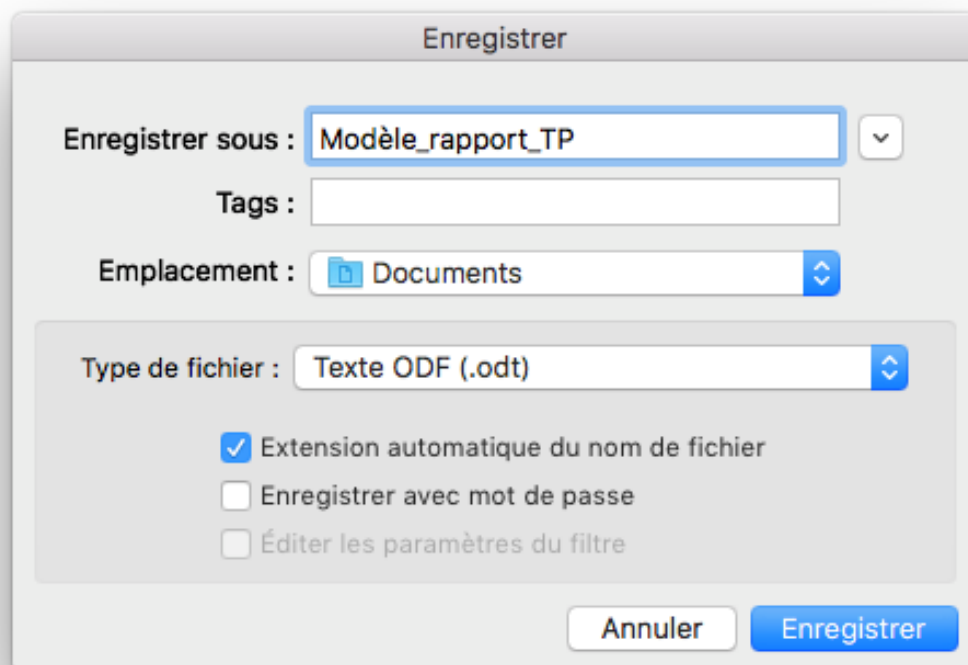 Enregistrer
Enregistrer sous : Modèle_rapport_TP
Tags :
Emplacement : Documents
Type de fichier : Texte ODF (.odt)
Extension automatique du nom de fichier
Enregistrer avec mot de passe
Éditer les paramètres du filtre
Annuler Enregistrer